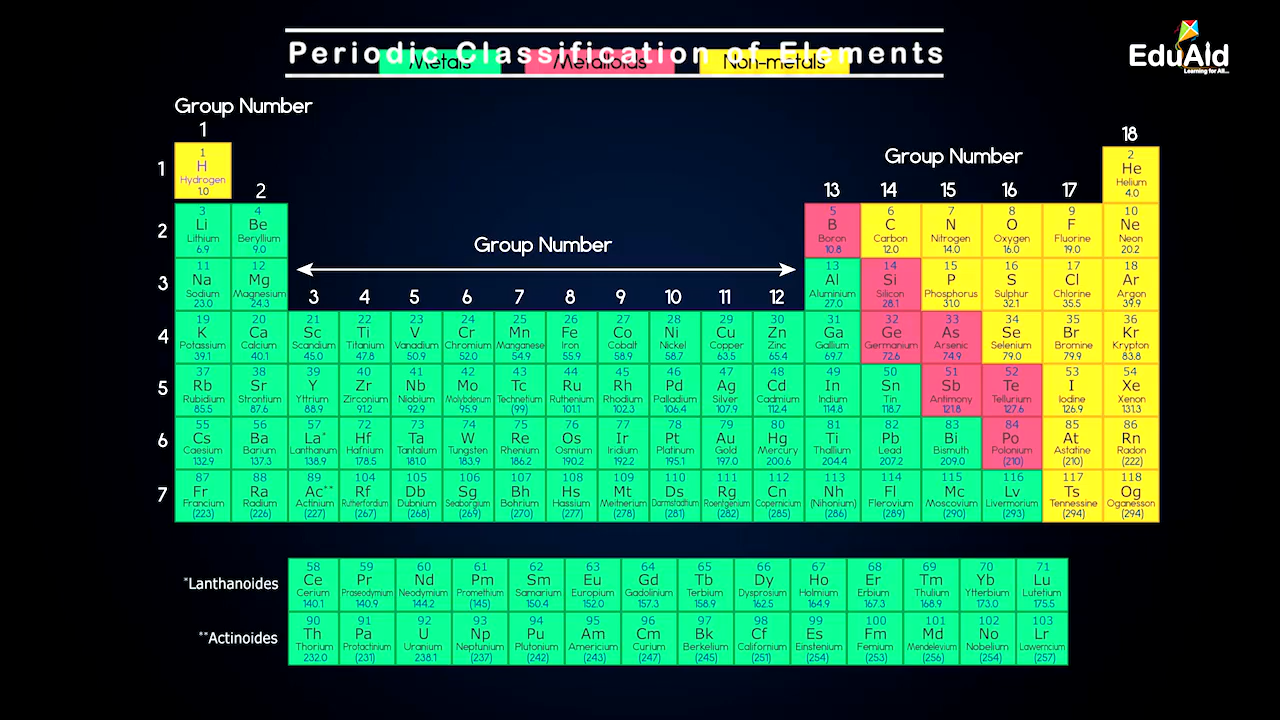 Periodic Classification of Elements
Metals Metalloids Non-metals
EduAid
Learning for All...
Group Number
1 18
Group Number
2 13 14 15 16 17
Group Number
3 4 5 6 7 8 9 10 11 12
1
1 H Hydrogen 1.0
2 He Helium 4.0
2
3 Li Lithium 6.9
4 Be Beryllium 9.0
5 B Boron 10.8
6 C Carbon 12.0
7 N Nitrogen 14.0
8 O Oxygen 16.0
9 F Fluorine 19.0
10 Ne Neon 20.2
3
11 Na Sodium 23.0
12 Mg Magnesium 24.3
13 Al Aluminium 27.0
14 Si Silicon 28.1
15 P Phosphorus 31.0
16 S Sulphur 32.1
17 Cl Chlorine 35.5
18 Ar Argon 39.9
4
19 K Potassium 39.1
20 Ca Calcium 40.1
21 Sc Scandium 45.0
22 Ti Titanium 47.8
23 V Vanadium 50.9
24 Cr Chromium 52.0
25 Mn Manganese 54.9
26 Fe Iron 55.9
27 Co Cobalt 58.9
28 Ni Nickel 58.7
29 Cu Copper 63.5
30 Zn Zinc 65.4
31 Ga Gallium 69.7
32 Ge Germanium 72.6
33 As Arsenic 74.9
34 Se Selenium 79.0
35 Br Bromine 79.9
36 Kr Krypton 83.8
5
37 Rb Rubidium 85.5
38 Sr Strontium 87.6
39 Y Yttrium 88.9
40 Zr Zirconium 91.2
41 Nb Niobium 92.9
42 Mo Molybdenum 95.9
43 Tc Technetium (99)
44 Ru Ruthenium 101.1
45 Rh Rhodium 102.3
46 Pd Palladium 106.4
47 Ag Silver 107.9
48 Cd Cadmium 112.4
49 In Indium 114.8
50 Sn Tin 118.7
51 Sb Antimony 121.8
52 Te Tellurium 127.6
53 I Iodine 126.9
54 Xe Xenon 131.3
6
55 Cs Caesium 132.9
56 Ba Barium 137.3
57 La* Lanthanum 138.9
72 Hf Hafnium 178.5
73 Ta Tantalum 181.0
74 W Tungsten 183.9
75 Re Rhenium 186.2
76 Os Osmium 190.2
77 Ir Iridium 192.2
78 Pt Platinum 195.1
79 Au Gold 197.0
80 Hg Mercury 200.6
81 Ti Thallium 204.4
82 Pb Lead 207.2
83 Bi Bismuth 209.0
84 Po Polonium (210)
85 At Astatine (210)
86 Rn Radon (222)
7
87 Fr Francium (223)
88 Ra Radium (226)
89 Ac** Actinium (227)
104 Rf Rutherfordium (267)
105 Db Dubnium (268)
106 Sg Seaborgium (269)
107 Bh Bohrium (270)
108 Hs Hassium (277)
109 Mt Meitnerium (278)
110 Ds Darmstadtium (281)
111 Rg Roentgenium (282)
112 Cn Copernicium (285)
113 Nh (Nihonium) (286)
114 Fl Flerovium (289)
115 Mc Moscovium (290)
116 Lv Livermorium (293)
117 Ts Tennessine (294)
118 Og Oganesson (294)
*Lanthanoides
58 Ce Cerium 140.1
59 Pr Praseodymium 140.9
60 Nd Neodymium 144.2
61 Pm Promethium (145)
62 Sm Samarium 150.4
63 Eu Europium 152.0
64 Gd Gadolinium 157.3
65 Tb Terbium 158.9
66 Dy Dysprosium 162.5
67 Ho Holmium 164.9
68 Er Erbium 167.3
69 Tm Thulium 168.9
70 Yb Ytterbium 173.0
71 Lu Lutetium 175.5
**Actinoides
90 Th Thorium 232.0
91 Pa Protactinium (231)
92 U Uranium 238.1
93 Np Neptunium (237)
94 Pu Plutonium (242)
95 Am Americium (243)
96 Cm Curium (247)
97 Bk Berkelium (245)
98 Cf Californium (251)
99 Es Einstenium (254)
100 Fm Femium (253)
101 Md Mendelevium (256)
102 No Nobelium (254)
103 Lr Lawerncium (257)